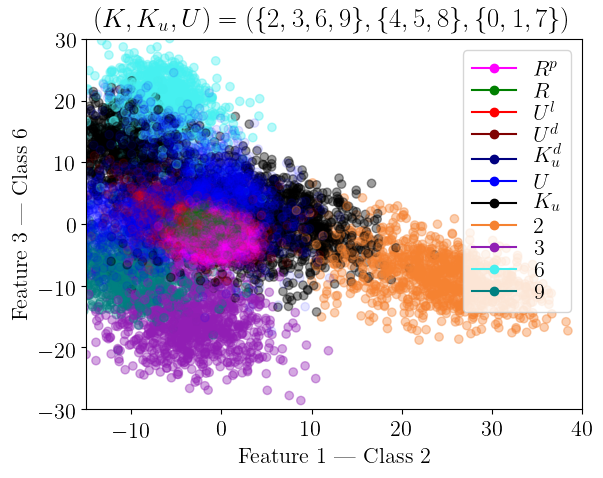 (K, K_u, U) = ({2, 3, 6, 9}, {4, 5, 8}, {0, 1, 7})
30
20
10
0
−10
−20
−30
Feature 3 — Class 6
R^p
R
U^l
U^d
K_u^d
U
K_u
2
3
6
9
−10
0
10
20
30
40
Feature 1 — Class 2